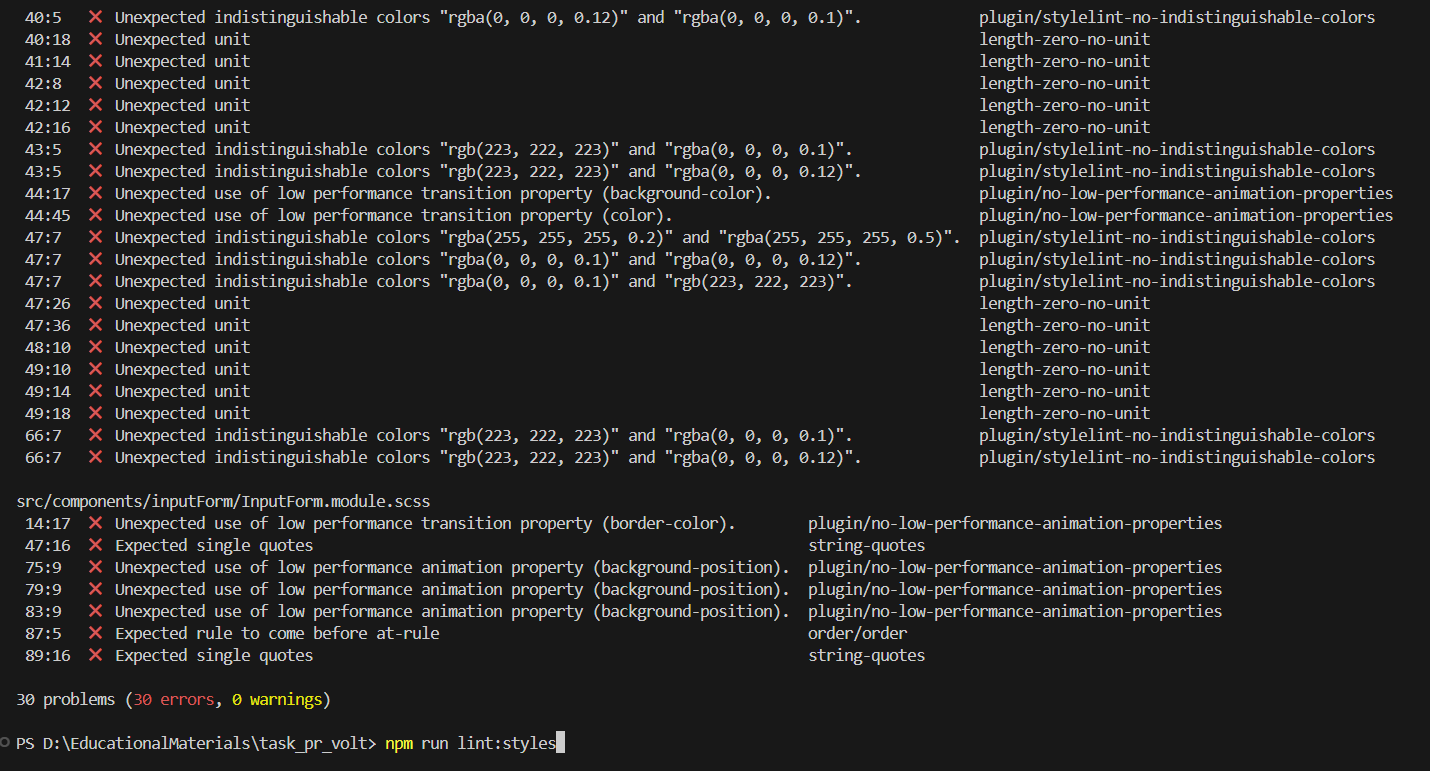 40:5 ✖ Unexpected indistinguishable colors "rgba(0, 0, 0, 0.12)" and "rgba(0, 0, 0, 0.1)". plugin/stylelint-no-indistinguishable-colors
40:18 ✖ Unexpected unit length-zero-no-unit
41:14 ✖ Unexpected unit length-zero-no-unit
42:8 ✖ Unexpected unit length-zero-no-unit
42:12 ✖ Unexpected unit length-zero-no-unit
42:16 ✖ Unexpected unit length-zero-no-unit
43:5 ✖ Unexpected indistinguishable colors "rgb(223, 222, 223)" and "rgba(0, 0, 0, 0.1)". plugin/stylelint-no-indistinguishable-colors
43:5 ✖ Unexpected indistinguishable colors "rgb(223, 222, 223)" and "rgba(0, 0, 0, 0.12)". plugin/stylelint-no-indistinguishable-colors
44:17 ✖ Unexpected use of low performance transition property (background-color). plugin/no-low-performance-animation-properties
44:45 ✖ Unexpected use of low performance transition property (color). plugin/no-low-performance-animation-properties
47:7 ✖ Unexpected indistinguishable colors "rgba(255, 255, 255, 0.2)" and "rgba(255, 255, 255, 0.5)". plugin/stylelint-no-indistinguishable-colors
47:7 ✖ Unexpected indistinguishable colors "rgba(0, 0, 0, 0.1)" and "rgba(0, 0, 0, 0.12)". plugin/stylelint-no-indistinguishable-colors
47:7 ✖ Unexpected indistinguishable colors "rgba(0, 0, 0, 0.1)" and "rgb(223, 222, 223)". plugin/stylelint-no-indistinguishable-colors
47:26 ✖ Unexpected unit length-zero-no-unit
47:36 ✖ Unexpected unit length-zero-no-unit
48:10 ✖ Unexpected unit length-zero-no-unit
49:10 ✖ Unexpected unit length-zero-no-unit
49:14 ✖ Unexpected unit length-zero-no-unit
49:18 ✖ Unexpected unit length-zero-no-unit
66:7 ✖ Unexpected indistinguishable colors "rgb(223, 222, 223)" and "rgba(0, 0, 0, 0.1)". plugin/stylelint-no-indistinguishable-colors
66:7 ✖ Unexpected indistinguishable colors "rgb(223, 222, 223)" and "rgba(0, 0, 0, 0.12)". plugin/stylelint-no-indistinguishable-colors
src/components/inputForm/InputForm.module.scss
14:17 ✖ Unexpected use of low performance transition property (border-color). plugin/no-low-performance-animation-properties
47:16 ✖ Expected single quotes string-quotes
75:9 ✖ Unexpected use of low performance animation property (background-position). plugin/no-low-performance-animation-properties
79:9 ✖ Unexpected use of low performance animation property (background-position). plugin/no-low-performance-animation-properties
83:9 ✖ Unexpected use of low performance animation property (background-position). plugin/no-low-performance-animation-properties
87:5 ✖ Expected rule to come before at-rule order/order
89:16 ✖ Expected single quotes string-quotes
30 problems (30 errors, 0 warnings)
PS D:\EducationalMaterials\task_pr_volt> npm run lint:styles